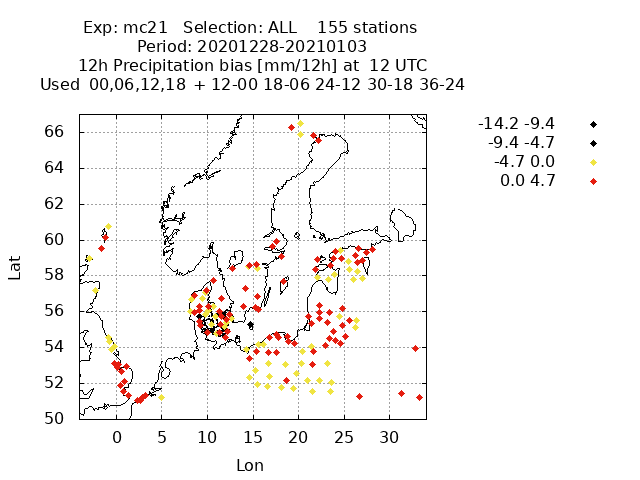 Exp: mc21   Selection: ALL    155 stations
Period: 20201228-20210103
12h Precipitation bias [mm/12h] at  12 UTC
Used  00,06,12,18  + 12-00 18-06 24-12 30-18 36-24
-14.2 -9.4
-9.4 -4.7
-4.7 0.0
0.0 4.7
66
64
62
60
58
56
54
52
50
Lat
0 5 10 15 20 25 30
Lon